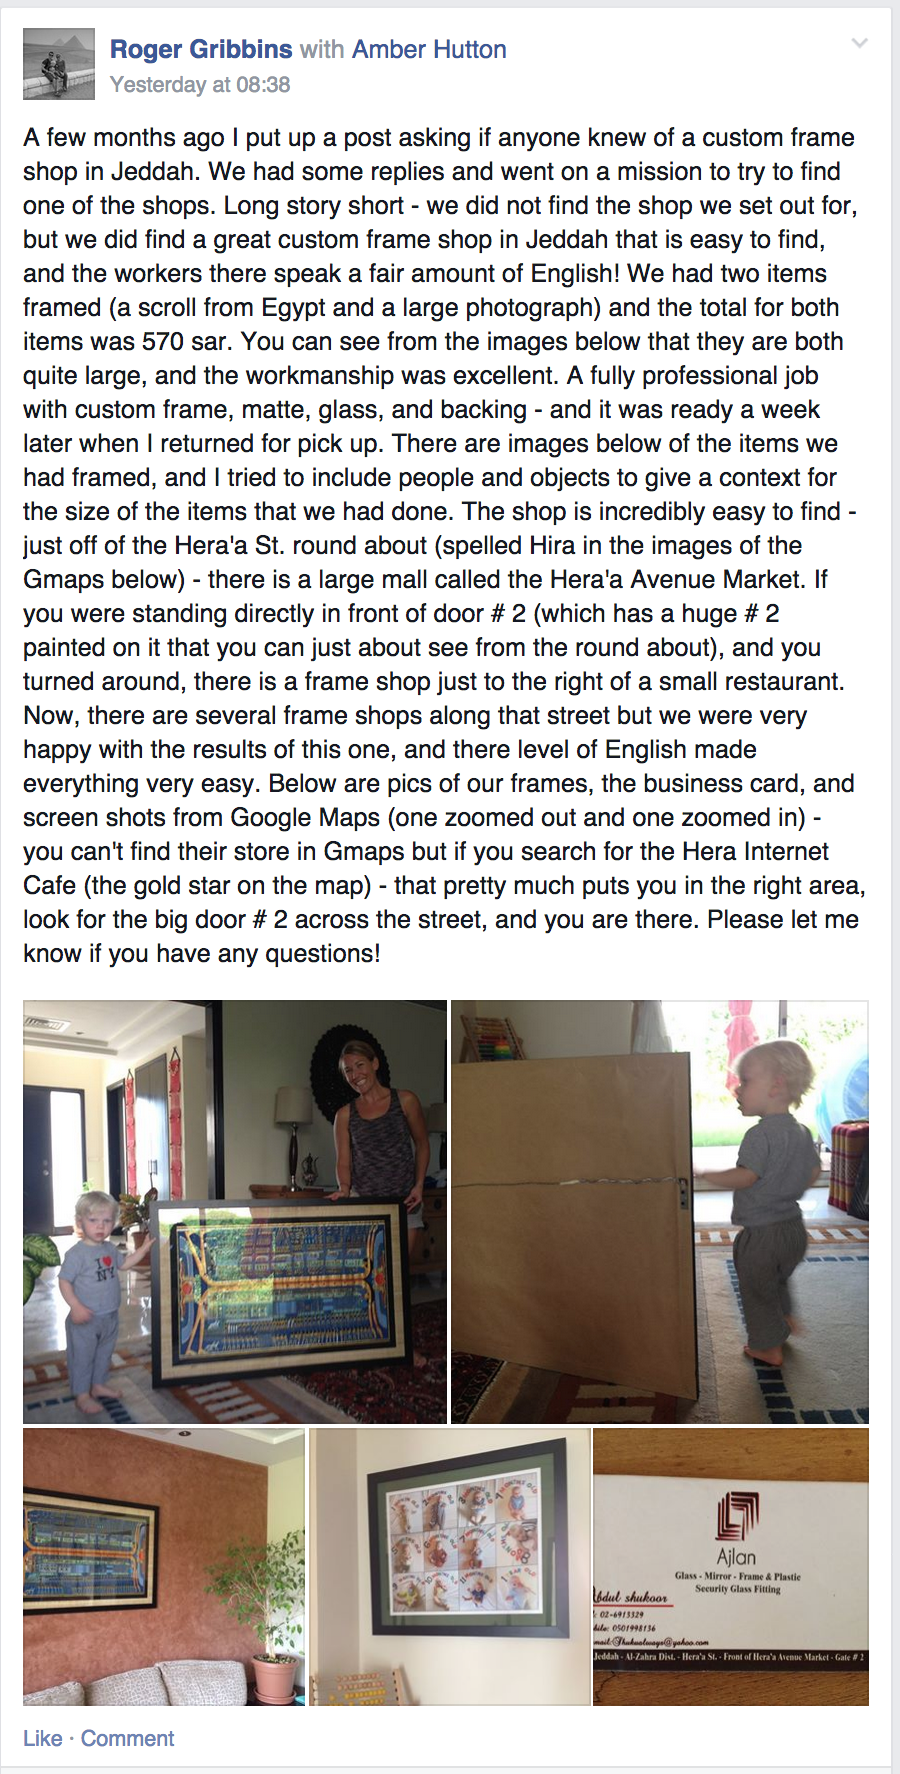 Roger Gribbins with Amber Hutton
Yesterday at 08:38
A few months ago I put up a post asking if anyone knew of a custom frame
shop in Jeddah. We had some replies and went on a mission to try to find
one of the shops. Long story short - we did not find the shop we set out for,
but we did find a great custom frame shop in Jeddah that is easy to find,
and the workers there speak a fair amount of English! We had two items
framed (a scroll from Egypt and a large photograph) and the total for both
items was 570 sar. You can see from the images below that they are both
quite large, and the workmanship was excellent. A fully professional job
with custom frame, matte, glass, and backing - and it was ready a week
later when I returned for pick up. There are images below of the items we
had framed, and I tried to include people and objects to give a context for
the size of the items that we had done. The shop is incredibly easy to find -
just off of the Hera'a St. round about (spelled Hira in the images of the
Gmaps below) - there is a large mall called the Hera'a Avenue Market. If
you were standing directly in front of door # 2 (which has a huge # 2
painted on it that you can just about see from the round about), and you
turned around, there is a frame shop just to the right of a small restaurant.
Now, there are several frame shops along that street but we were very
happy with the results of this one, and there level of English made
everything very easy. Below are pics of our frames, the business card, and
screen shots from Google Maps (one zoomed out and one zoomed in) -
you can't find their store in Gmaps but if you search for the Hera Internet
Cafe (the gold star on the map) - that pretty much puts you in the right area,
look for the big door # 2 across the street, and you are there. Please let me
know if you have any questions!
I
NY
Ajlan
Glass - Mirror - Frame & Plastic
Security Glass Fitting
bdul shukoor
: 02-6913329
bile: 0501998136
mail:Shukualways@yahoo.com
Jeddah - Al-Zahra Dist. - Hera'a St. - Front of Hera'a Avenue Market - Gate # 2
Like · Comment